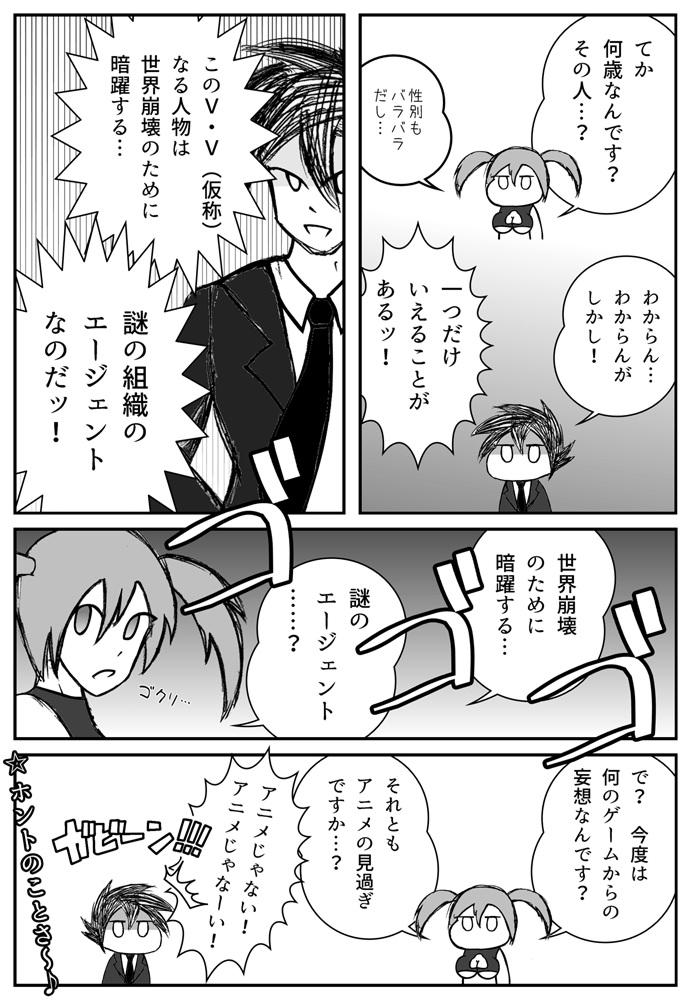 てか
何歳なんです？
その人…？
性別も
バラバラ
だし…
わからん…
わからんが
しかし！
一つだけ
いえることが
あるッ！
このV・V（仮称）
なる人物は
世界崩壊のために
暗躍する…
謎の組織の
エージェント
なのだッ！
ゴゴゴゴ
世界崩壊
のために
暗躍する…
謎の
エージェント
……？
ゴクリ…
で？　今度は
何のゲームからの
妄想なんです？
それとも
アニメの見過ぎ
ですか…？
アニメじゃない！
アニメじゃなーい！
ガビーン!!!
☆ホントのことさ〜♪